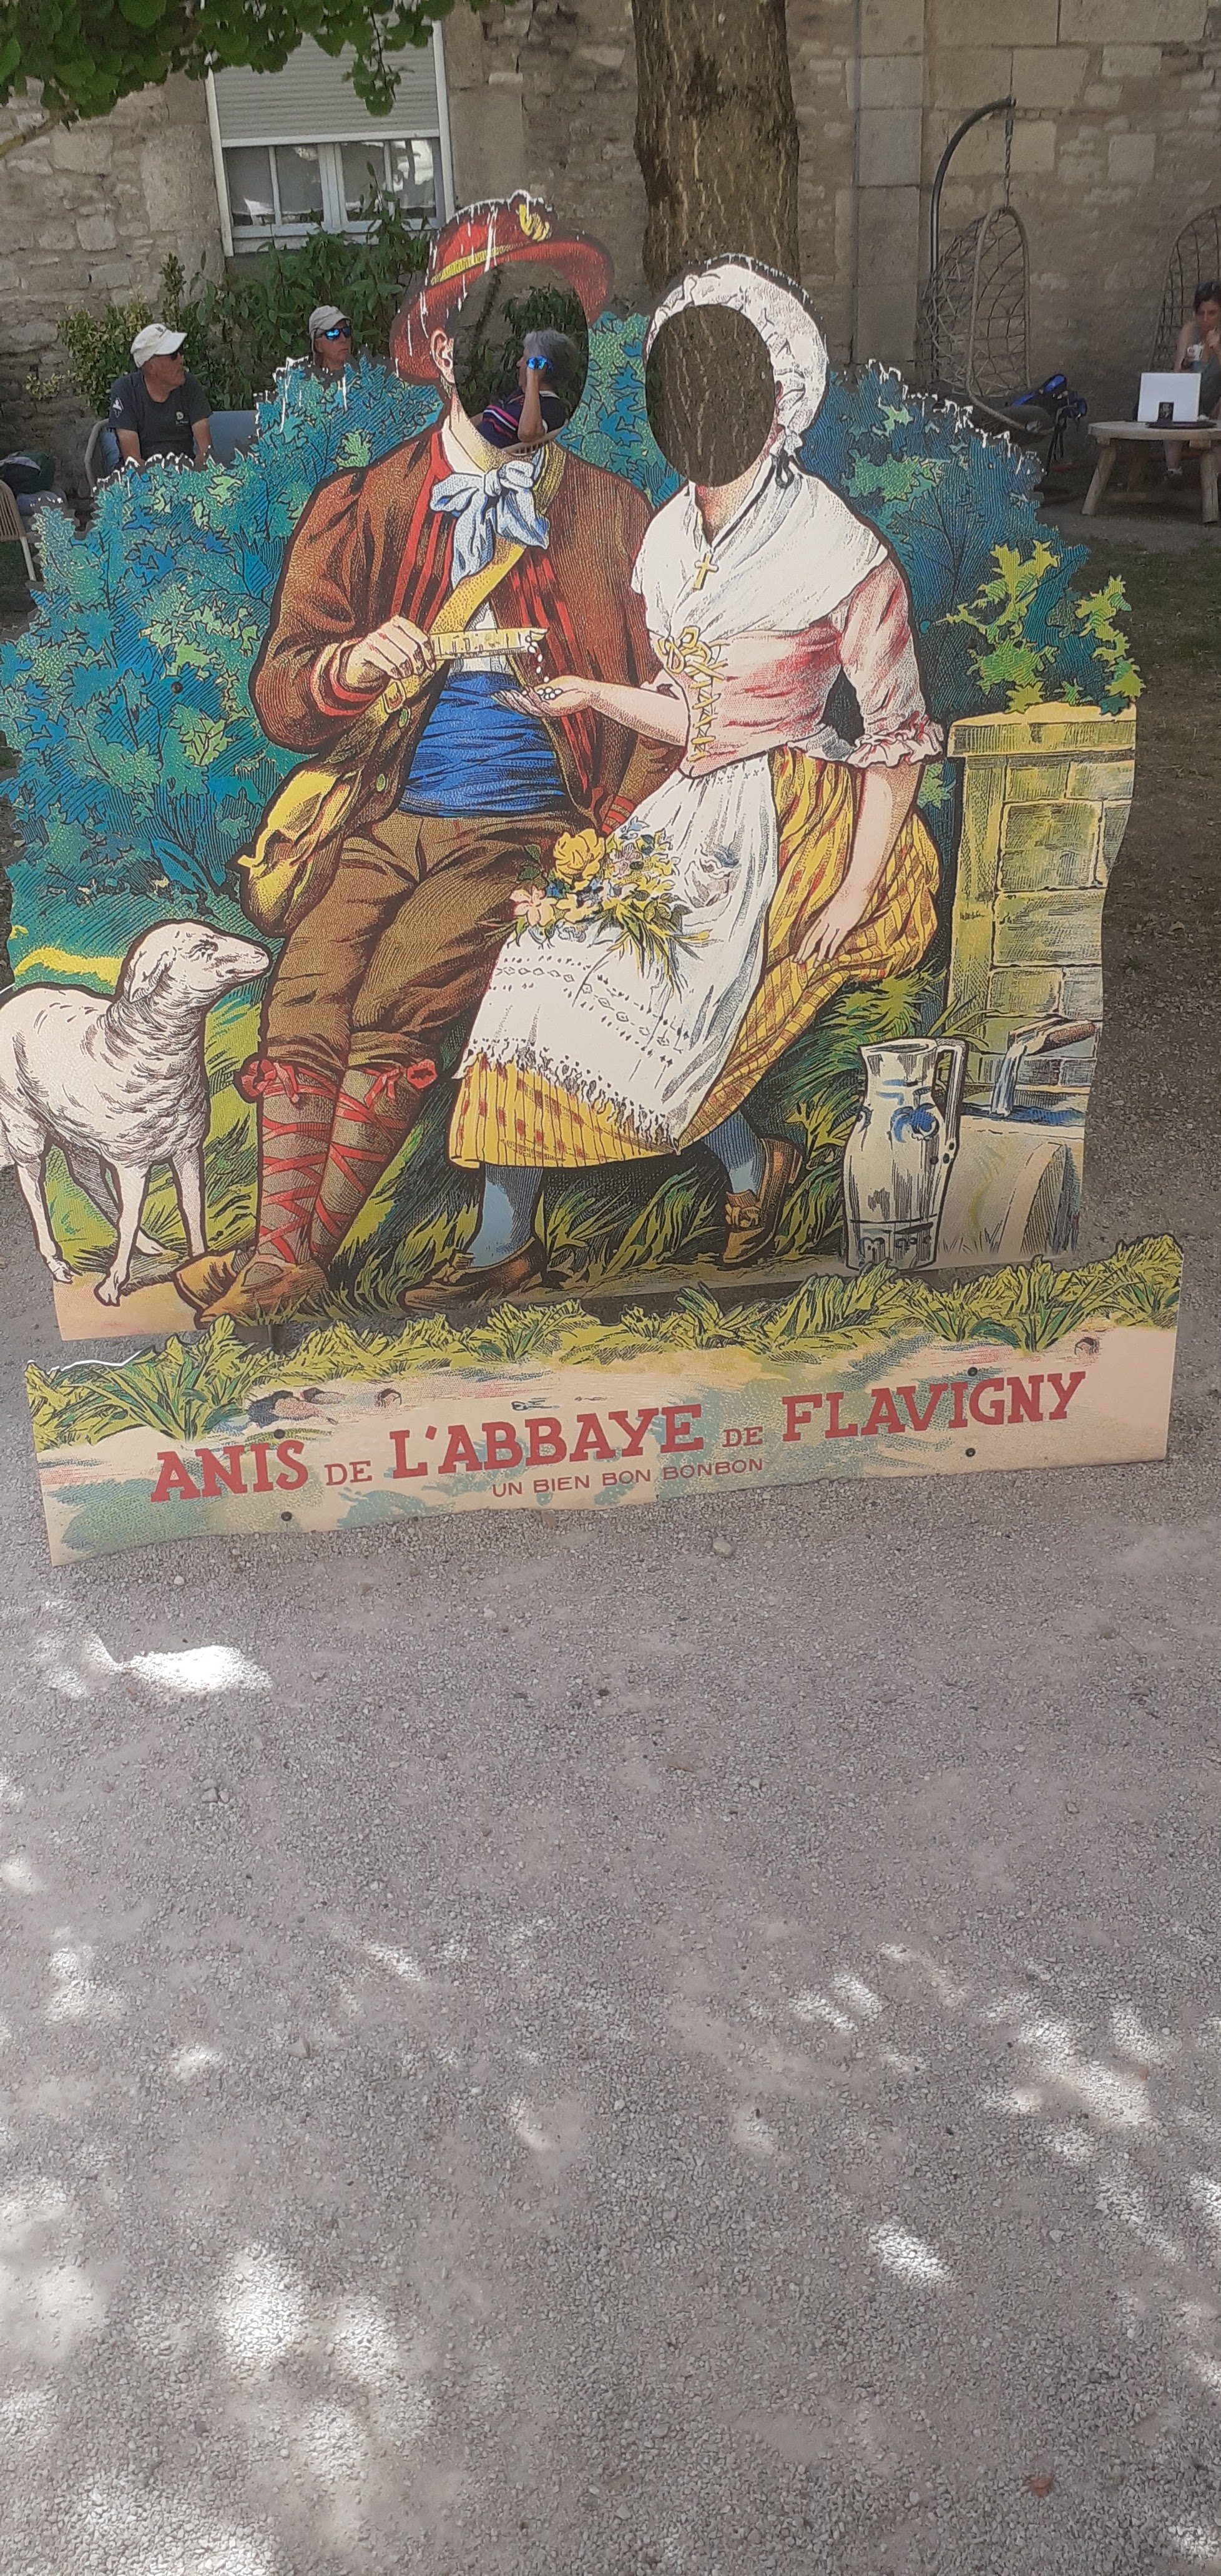 ANIS DE L'ABBAYE DE FLAVIGNY
UN BIEN BON BONBON